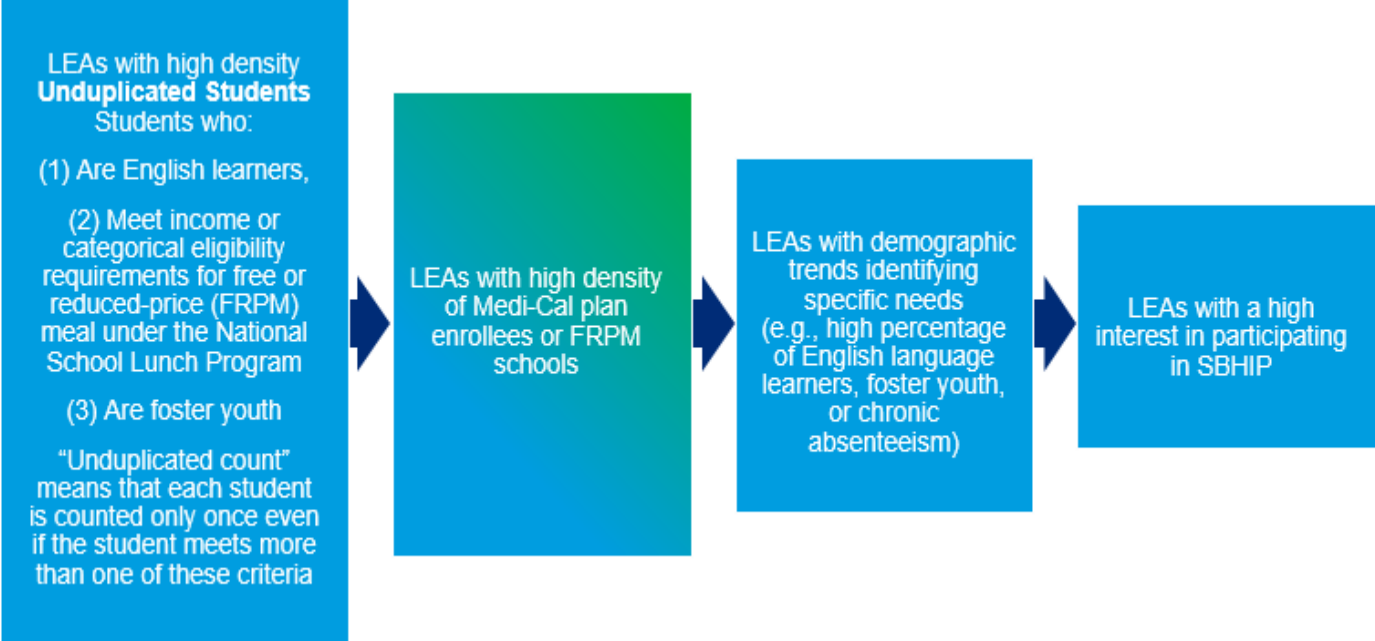 LEAs with high density
Unduplicated Students
Students who:
(1) Are English learners,
(2) Meet income or
categorical eligibility
requirements for free or
reduced-price (FRPM)
meal under the National
School Lunch Program
(3) Are foster youth
“Unduplicated count”
means that each student
is counted only once even
if the student meets more
than one of these criteria
LEAs with high density
of Medi-Cal plan
enrollees or FRPM
schools
LEAs with demographic
trends identifying
specific needs
(e.g., high percentage
of English language
learners, foster youth,
or chronic
absenteeism)
LEAs with a high
interest in participating
in SBHIP